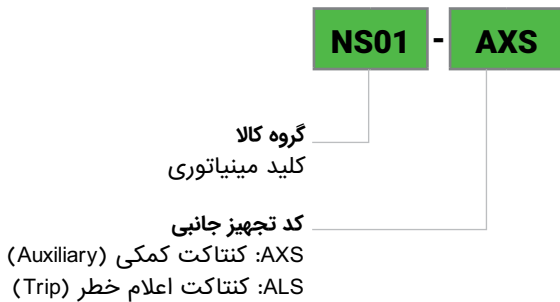 NS01 - AXS
گروه کالا
کلید مینیاتوری
کد تجهیز جانبی
AXS: کنتاکت کمکی (Auxiliary)
ALS: کنتاکت اعلام خطر (Trip)